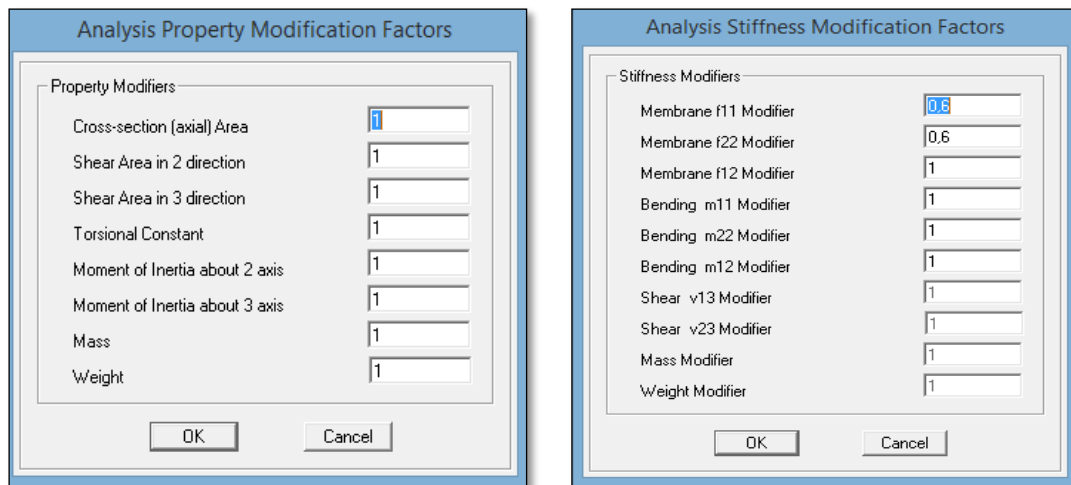 Analysis Property Modification Factors
Property Modifiers
Cross-section (axial) Area 1
Shear Area in 2 direction 1
Shear Area in 3 direction 1
Torsional Constant 1
Moment of Inertia about 2 axis 1
Moment of Inertia about 3 axis 1
Mass 1
Weight 1
OK Cancel
Analysis Stiffness Modification Factors
Stiffness Modifiers
Membrane f11 Modifier 0,6
Membrane f22 Modifier 0,6
Membrane f12 Modifier 1
Bending m11 Modifier 1
Bending m22 Modifier 1
Bending m12 Modifier 1
Shear v13 Modifier 1
Shear v23 Modifier 1
Mass Modifier 1
Weight Modifier 1
OK Cancel